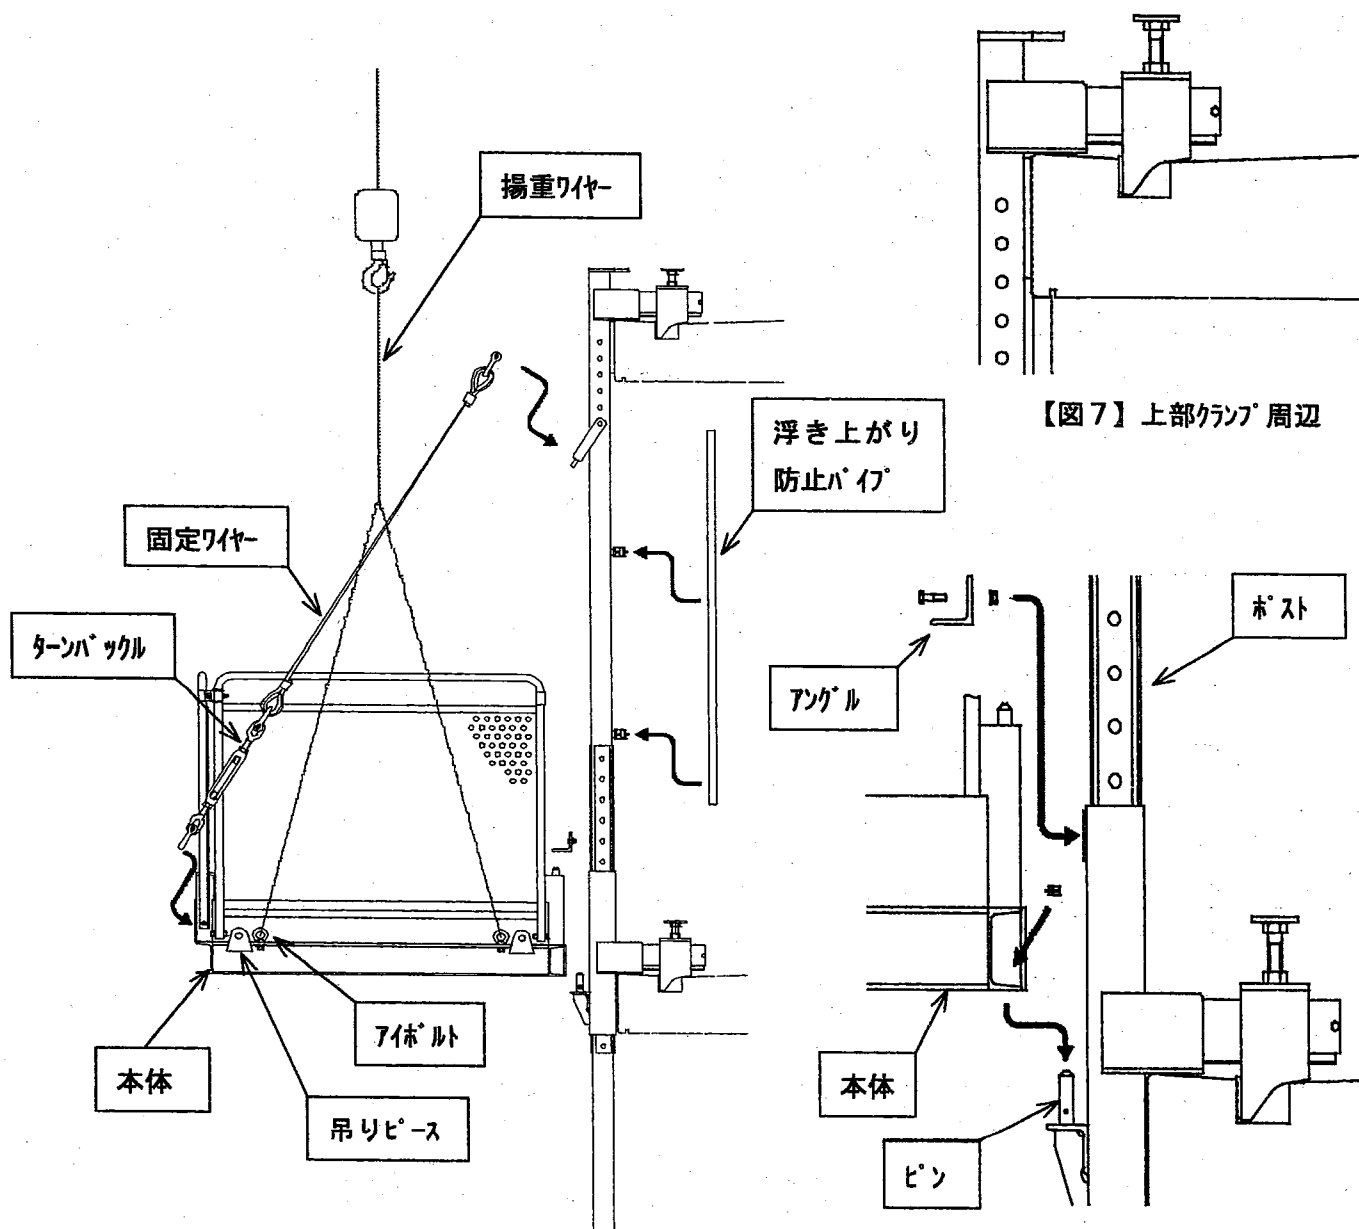 揚重ﾜｲﾔｰ
【図7】上部ｸﾗﾝﾌﾟ周辺
浮き上がり
防止ﾊﾟｲﾌﾟ
固定ﾜｲﾔｰ
ﾀｰﾝﾊﾞｯｸﾙ
ﾎﾟｽﾄ
ｱﾝｸﾞﾙ
ｱｲﾎﾞﾙﾄ
本体
吊りﾋﾟｰｽ
本体
ﾋﾟﾝ